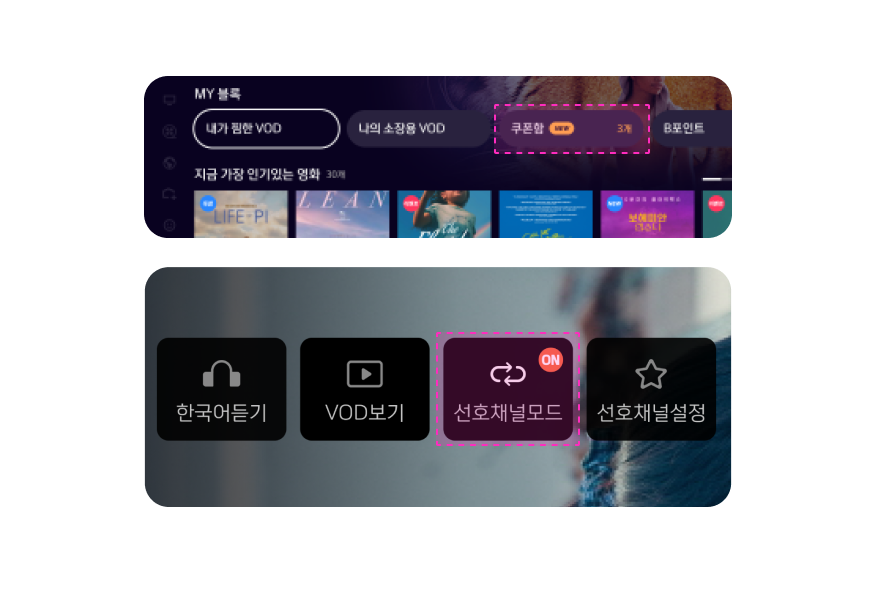 MY 블록
내가 찜한 VOD
나의 소장용 VOD
쿠폰함 NEW 3개
B포인트
지금 가장 인기있는 영화 30개
LIFE OF PI
LEAN
NEW
보헤미안
랩소디
ON
한국어듣기
VOD보기
선호채널모드
선호채널설정